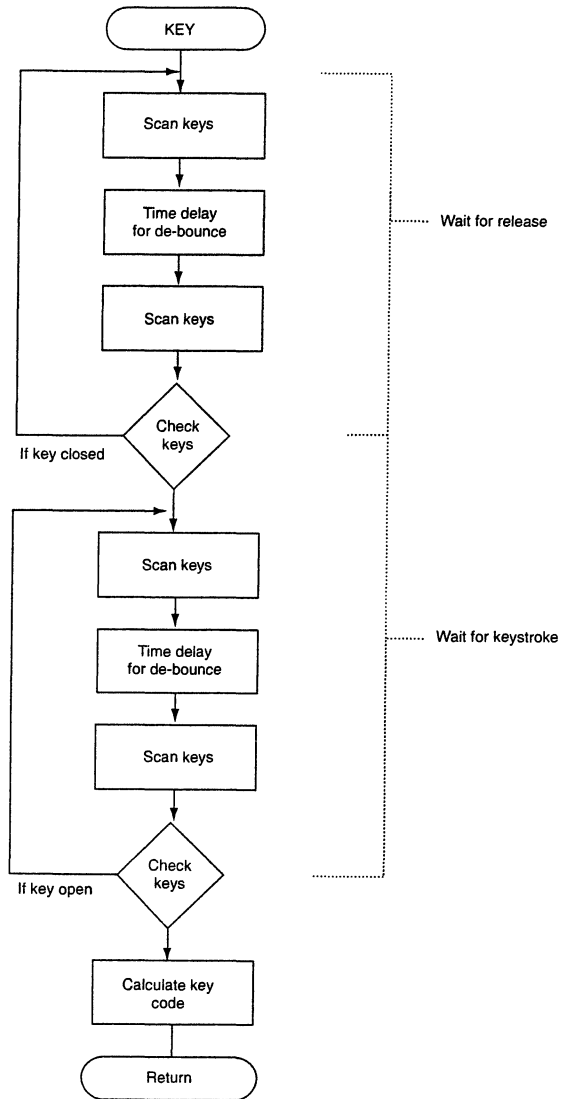 KEY
Scan keys
Time delay
for de-bounce
Wait for release
Scan keys
Check
keys
If key closed
Scan keys
Time delay
for de-bounce
Wait for keystroke
Scan keys
Check
keys
If key open
Calculate key
code
Return